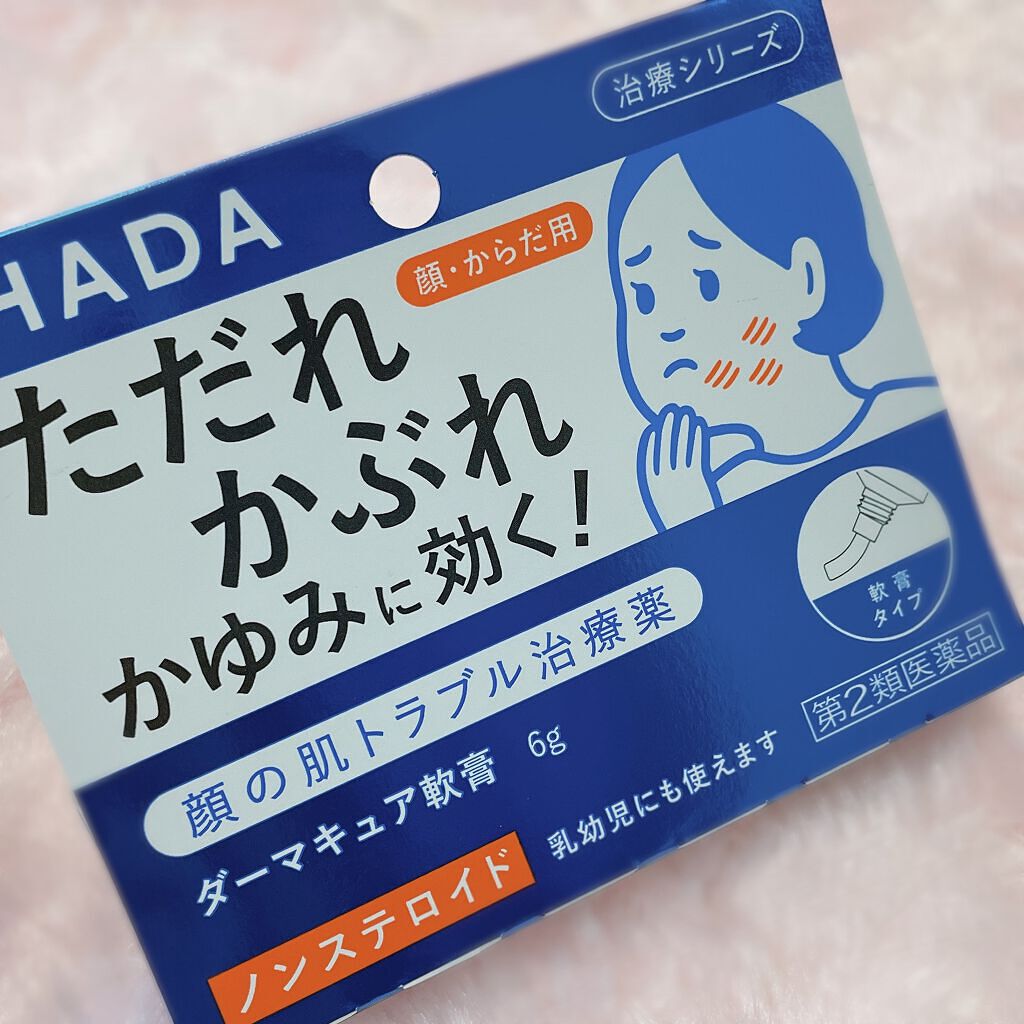 治療シリーズ
HADA
顔・からだ用
ただれ
かぶれ
かゆみに効く!
顔の肌トラブル治療薬
軟膏
タイプ
第2類医薬品
ダーマキュア軟膏 6g
ノンステロイド
乳幼児にも使えます